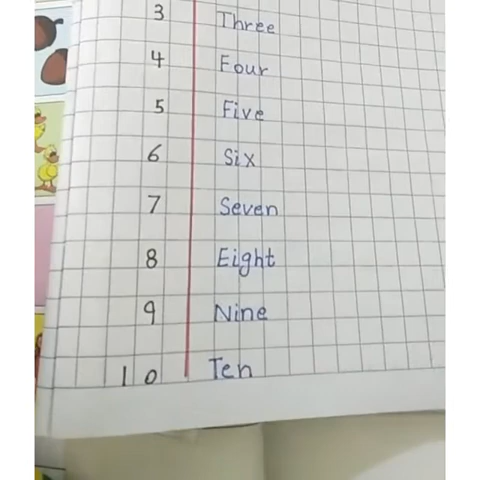 3 Three
4 Four
5 Five
6 Six
7 Seven
8 Eight
9 Nine
10 Ten